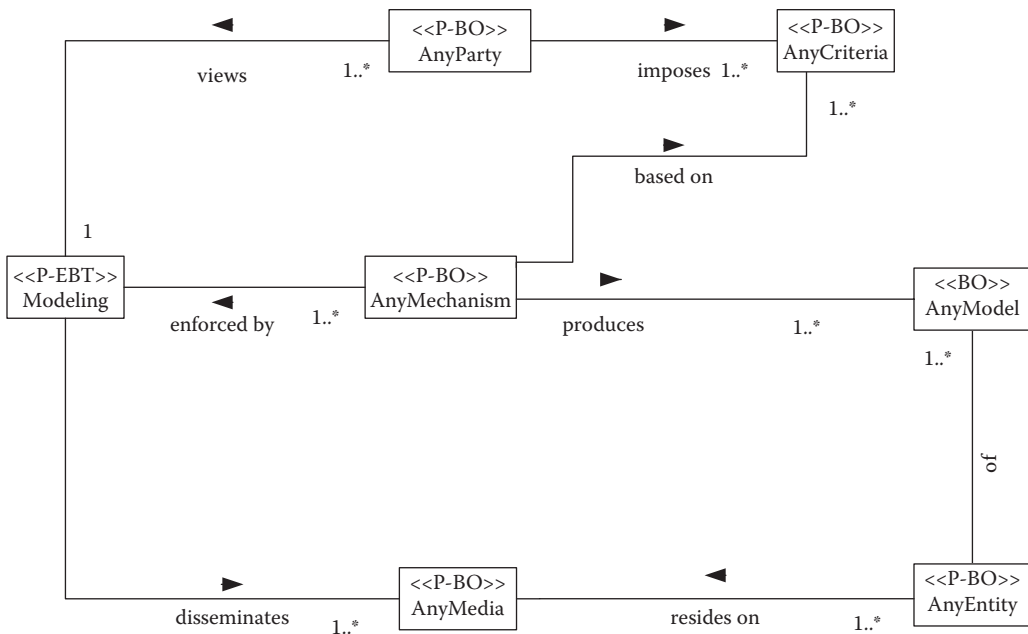 <<P-BO>>
AnyParty
<<P-BO>>
AnyCriteria
views
1..*
imposes 1..*
1..*
based on
1
<<P-EBT>>
Modeling
<<P-BO>>
AnyMechanism
<<BO>>
AnyModel
enforced by
1..*
produces
1..*
1..*
of
<<P-BO>>
AnyMedia
<<P-BO>>
AnyEntity
disseminates
1..*
resides on
1..*